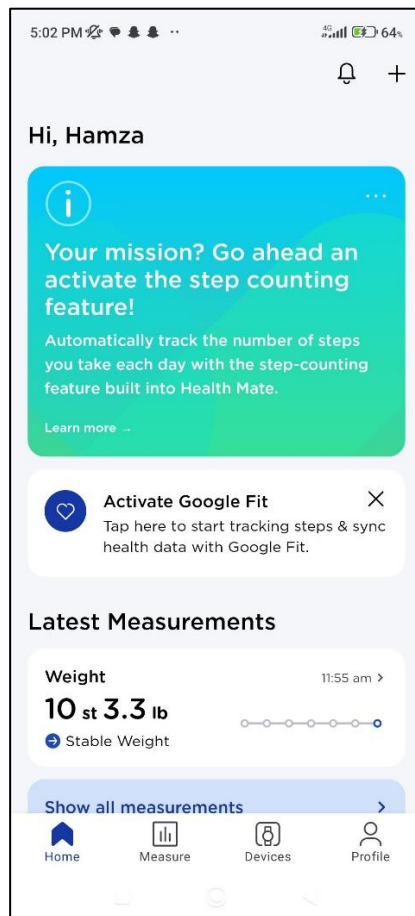 5:02 PM
4G 64%
Hi, Hamza
Your mission? Go ahead an
activate the step counting
feature!
Automatically track the number of steps
you take each day with the step-counting
feature built into Health Mate.
Learn more →
Activate Google Fit
Tap here to start tracking steps & sync
health data with Google Fit.
Latest Measurements
Weight
11:55 am >
10 st 3.3 lb
Stable Weight
Show all measurements >
Home
Measure
Devices
Profile